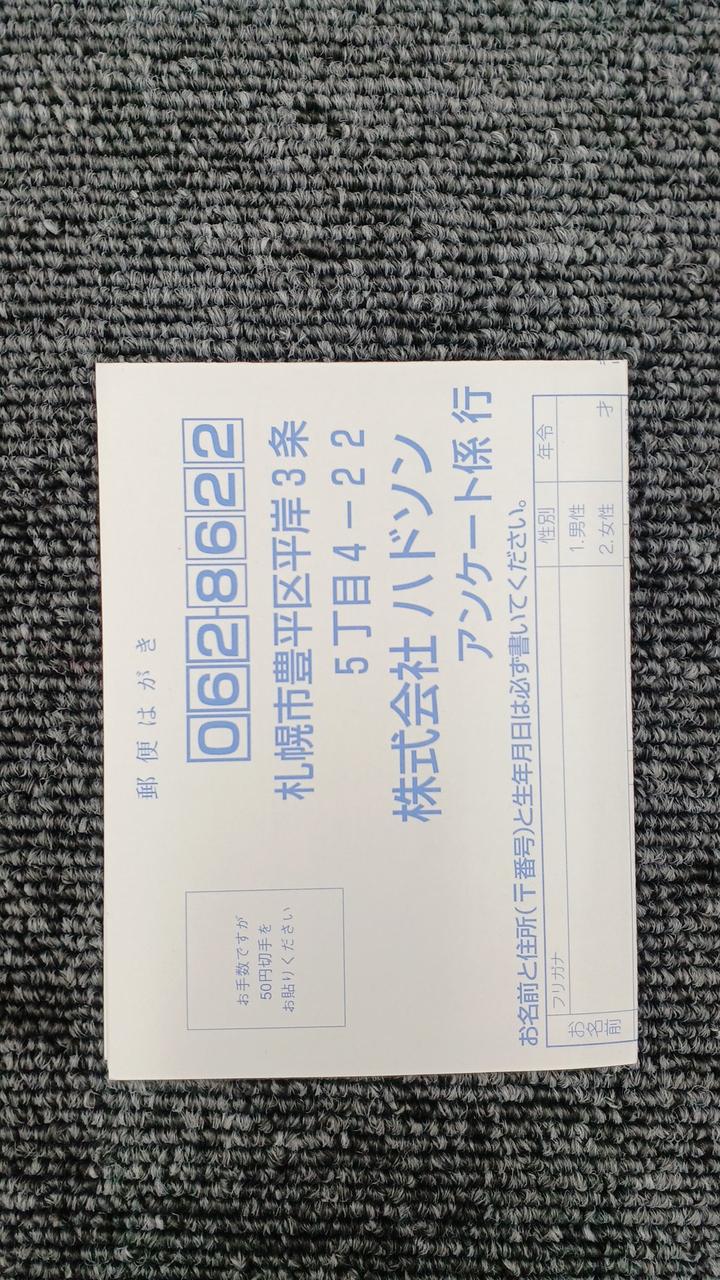 郵便はがき
062-8622
札幌市豊平区平岸3条
5丁目4－22
株式会社 ハドソン
アンケート係 行
お手数ですが
50円切手を
お貼りください
お名前と住所(〒番号)と生年月日は必ず書いてください。
フリガナ
性別
年令
お名前
1.男性
2.女性
才